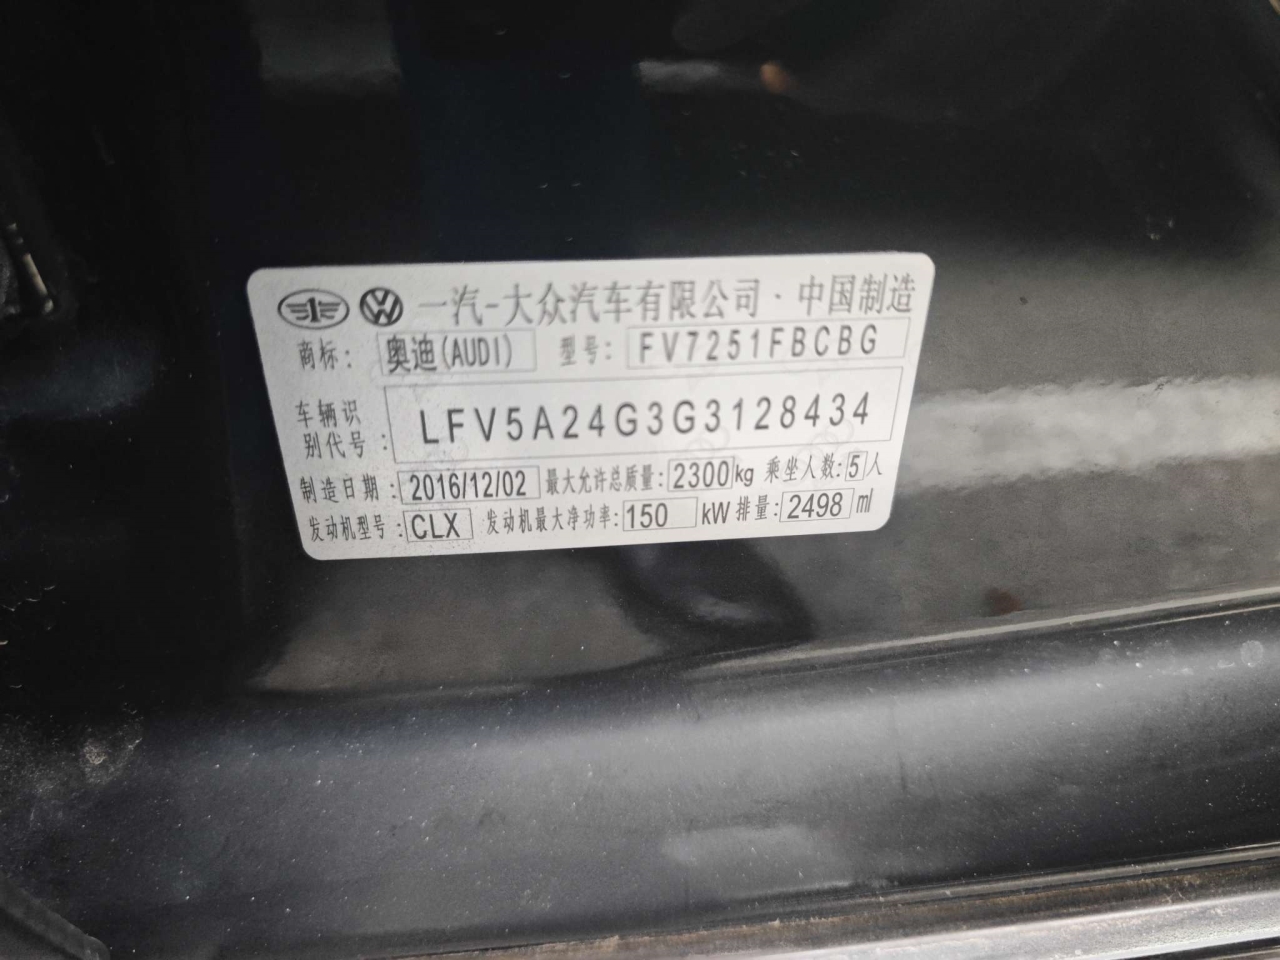 一汽-大众汽车有限公司·中国制造
商标: 奥迪(AUDI) 型号: FV7251FBCBG
车辆识
别代号: LFV5A24G3G3128434
制造日期: 2016/12/02 最大允许总质量: 2300 kg 乘坐人数: 5 人
发动机型号: CLX 发动机最大净功率: 150 kW 排量: 2498 ml